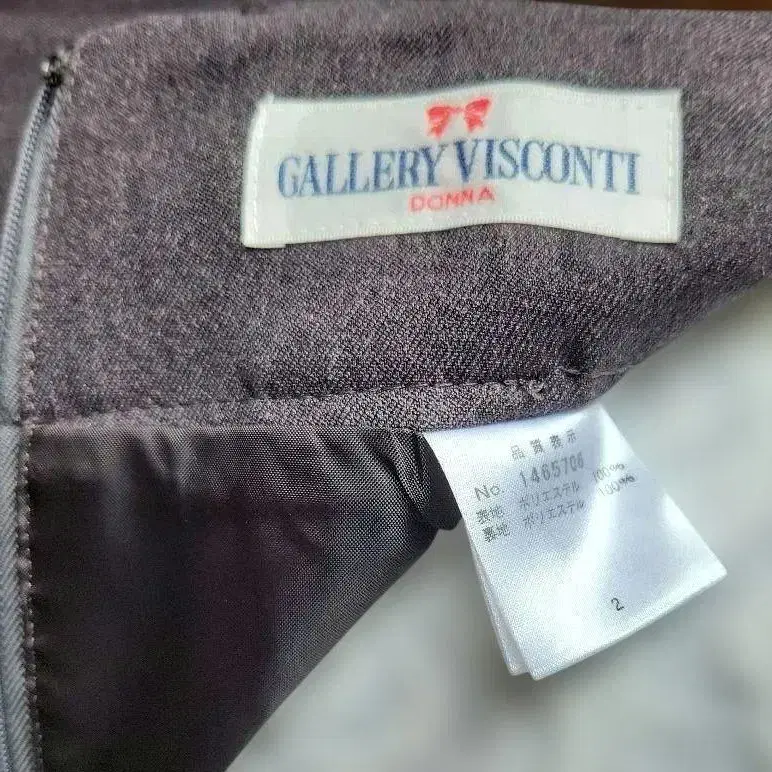 GALLERY VISCONTI
DONNA
品質表示
No. 1465706
表地 ポリエステル 100%
裏地 ポリエステル 100%
2